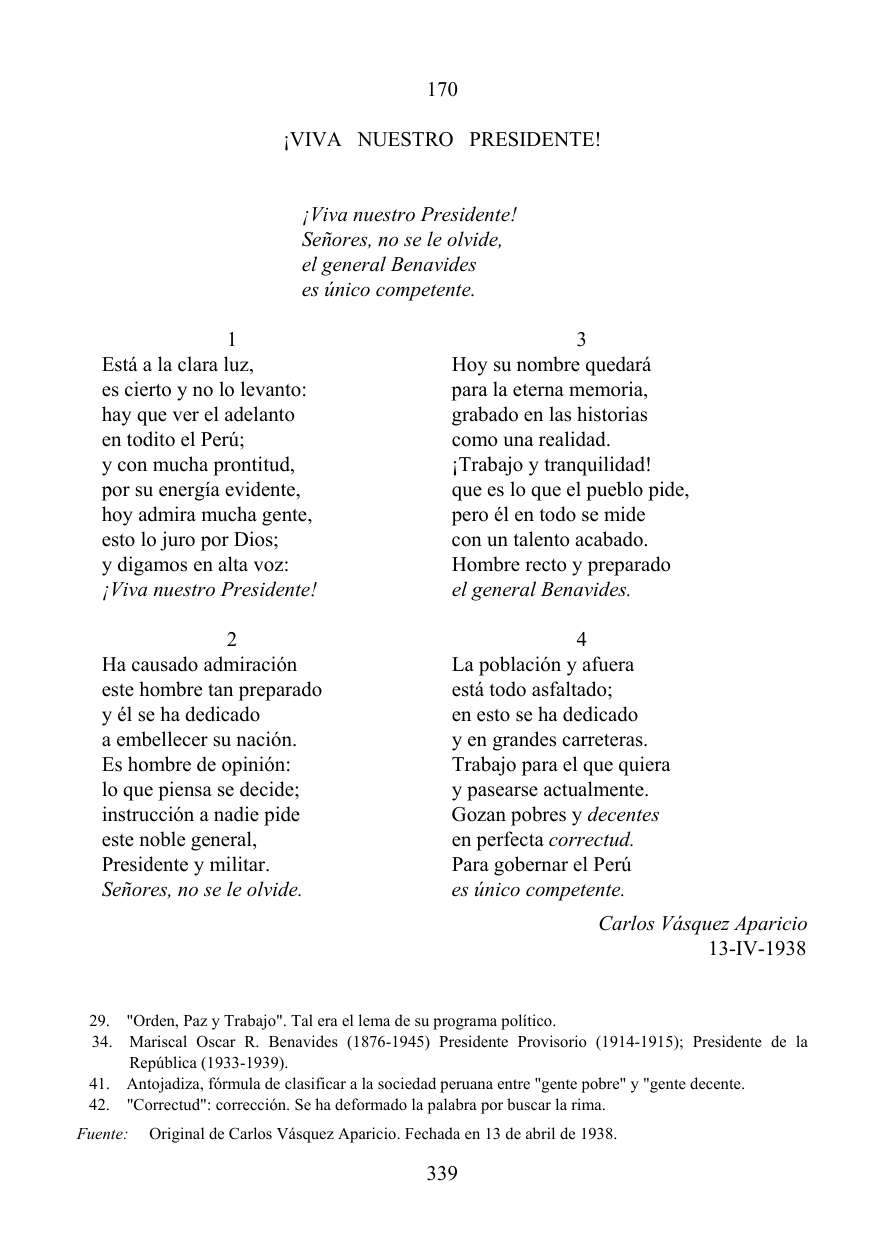 170
¡VIVA NUESTRO PRESIDENTE!
¡Viva nuestro Presidente!
Señores, no se le olvide,
el general Benavides
es único competente.
1
Está a la clara luz,
es cierto y no lo levanto:
hay que ver el adelanto
en todito el Perú;
y con mucha prontitud,
por su energía evidente,
hoy admira mucha gente,
esto lo juro por Dios;
y digamos en alta voz:
¡Viva nuestro Presidente!
2
Ha causado admiración
este hombre tan preparado
y él se ha dedicado
a embellecer su nación.
Es hombre de opinión:
lo que piensa se decide;
instrucción a nadie pide
este noble general,
Presidente y militar.
Señores, no se le olvide.
3
Hoy su nombre quedará
para la eterna memoria,
grabado en las historias
como una realidad.
¡Trabajo y tranquilidad!
que es lo que el pueblo pide,
pero él en todo se mide
con un talento acabado.
Hombre recto y preparado
el general Benavides.
4
La población y afuera
está todo asfaltado;
en esto se ha dedicado
y en grandes carreteras.
Trabajo para el que quiera
y pasearse actualmente.
Gozan pobres y decentes
en perfecta correctud.
Para gobernar el Perú
es único competente.
Carlos Vásquez Aparicio
13-IV-1938
29. "Orden, Paz y Trabajo". Tal era el lema de su programa político.
34. Mariscal Oscar R. Benavides (1876-1945) Presidente Provisorio (1914-1915); Presidente de la
República (1933-1939).
41. Antojadiza, fórmula de clasificar a la sociedad peruana entre "gente pobre" y "gente decente.
42. "Correctud": corrección. Se ha deformado la palabra por buscar la rima.
Fuente: Original de Carlos Vásquez Aparicio. Fechada en 13 de abril de 1938.
339